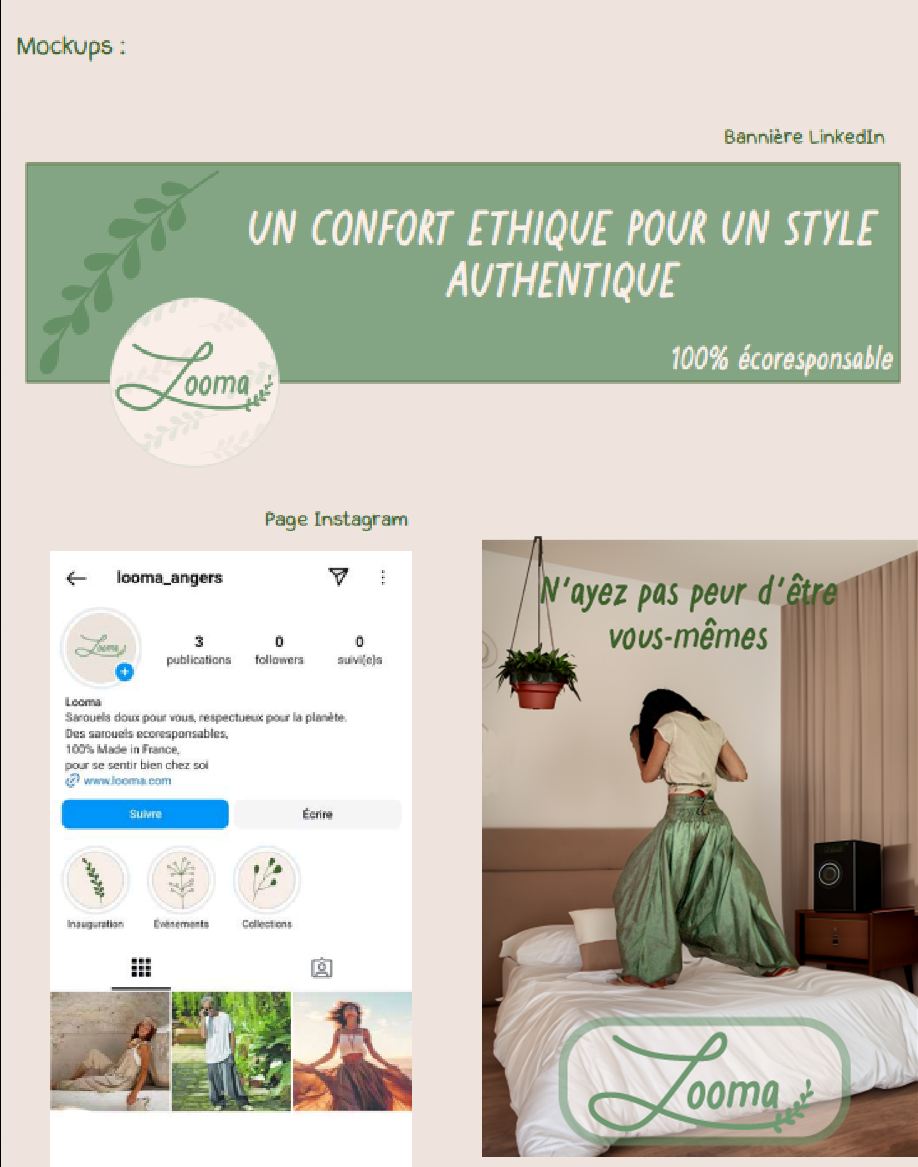 Mockups :
Bannière LinkedIn
UN CONFORT ETHIQUE POUR UN STYLE
AUTHENTIQUE
100% écoresponsable
Looma
Page Instagram
looma_angers
Looma
3
publications
0
followers
0
suivi(e)s
Looma
Sarouels doux pour vous, respectueux pour la planète.
Des sarouels ecoresponsables,
100% Made in France,
pour se sentir bien chez soi
www.looma.com
Suivre
Écrire
Inauguration
Événements
Collections
N'ayez pas peur d'être
vous-mêmes
Looma